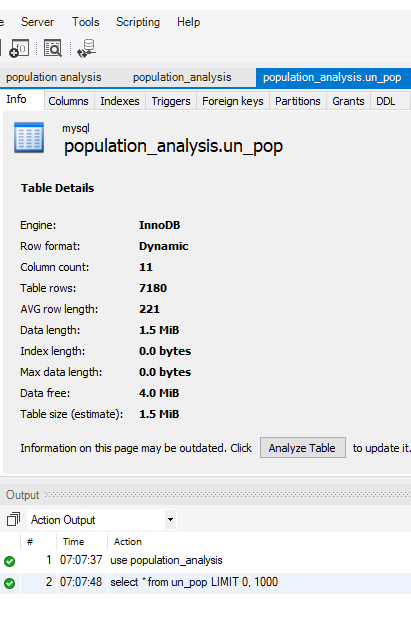 e Server Tools Scripting Help
population analysis population_analysis population_analysis.un_pop
Info Columns Indexes Triggers Foreign keys Partitions Grants DDL
mysql
population_analysis.un_pop
Table Details
Engine: InnoDB
Row format: Dynamic
Column count: 11
Table rows: 7180
AVG row length: 221
Data length: 1.5 MiB
Index length: 0.0 bytes
Max data length: 0.0 bytes
Data free: 4.0 MiB
Table size (estimate): 1.5 MiB
Information on this page may be outdated. Click Analyze Table to update it.
Output
Action Output
# Time Action
1 07:07:37 use population_analysis
2 07:07:48 select * from un_pop LIMIT 0, 1000